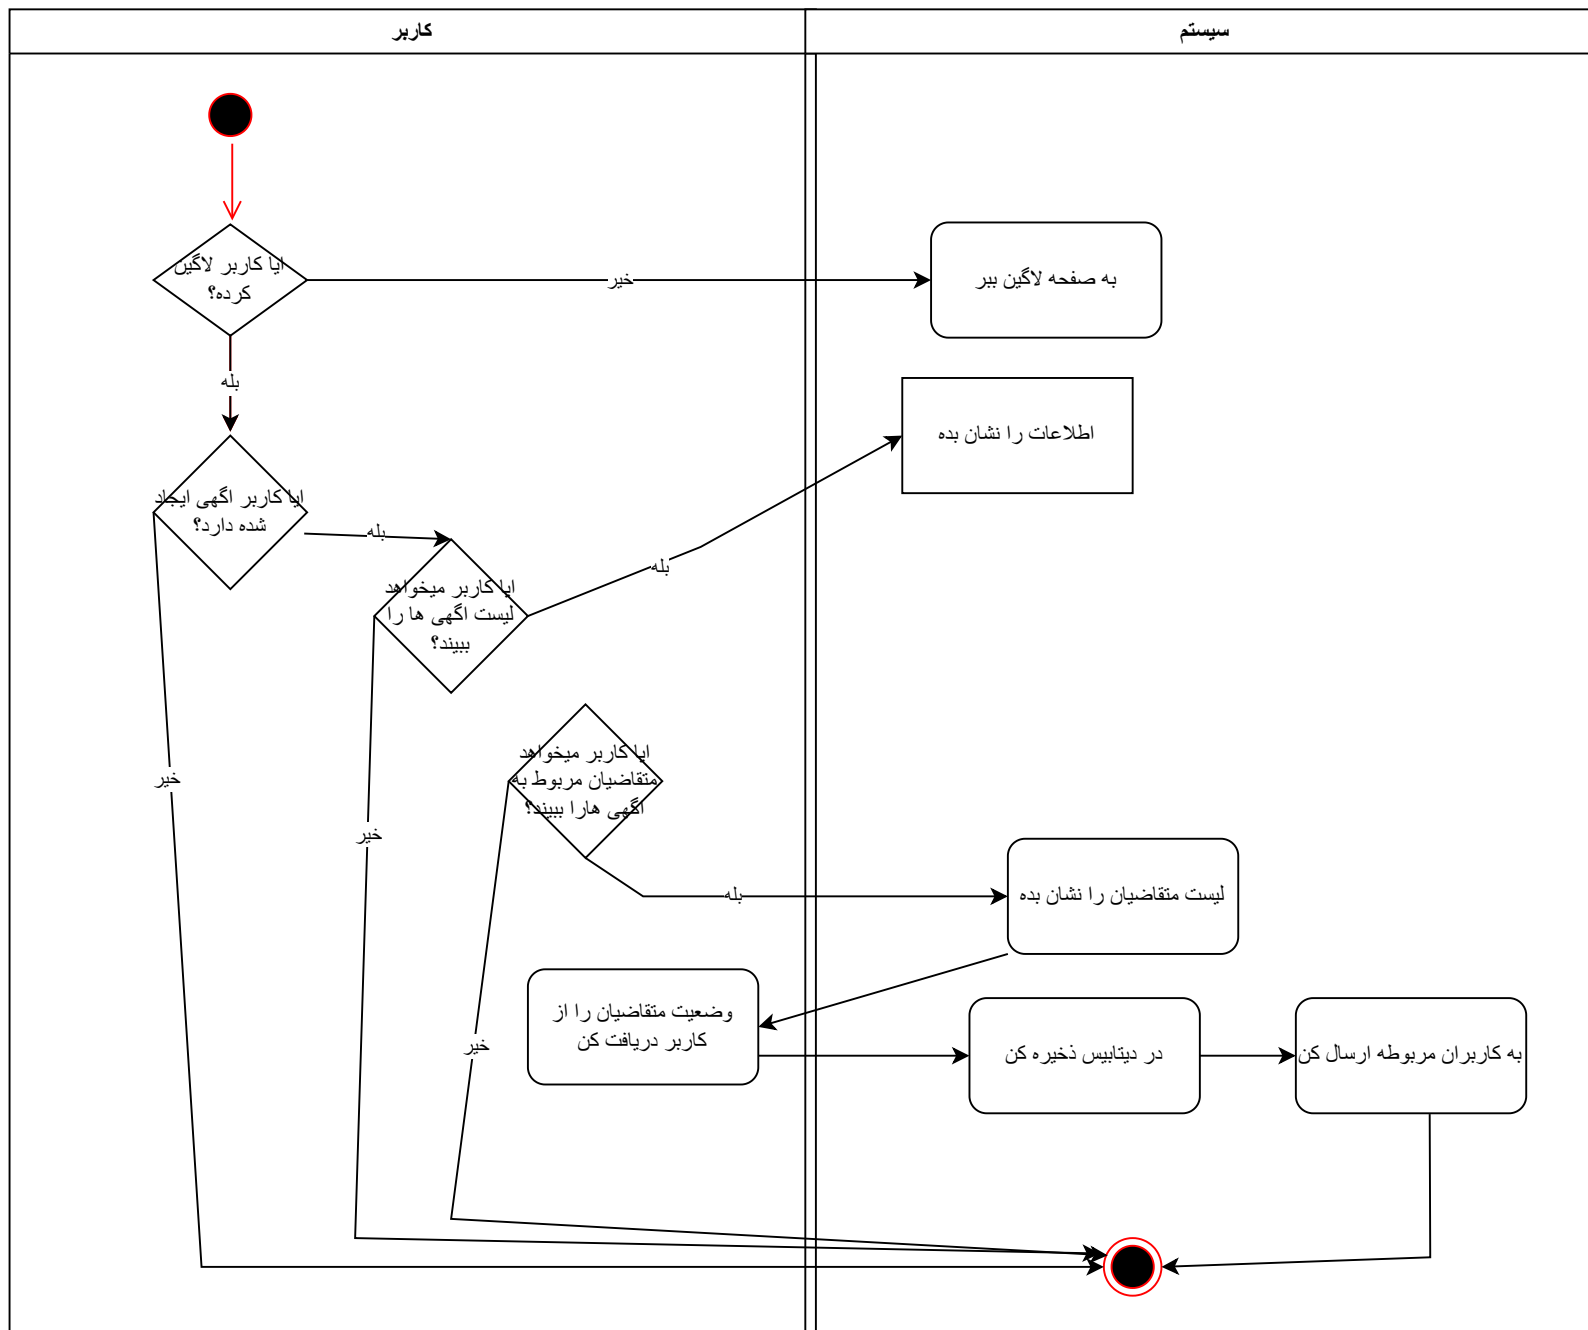 کاربر
سیستم
ایا کاربر لاگین
کرده؟
خیر
به صفحه لاگین ببر
بله
اطلاعات را نشان بده
ایا کاربر اگهی ایجاد
شده دارد؟
بله
بله
ایا کاربر میخواهد
لیست اگهی ها را
ببیند؟
ایا کاربر میخواهد
متقاضیان مربوط به
اگهی هارا ببیند؟
خیر
خیر
بله
لیست متقاضیان را نشان بده
وضعیت متقاضیان را از
کاربر دریافت کن
خیر
در دیتابیس ذخیره کن
به کاربران مربوطه ارسال کن